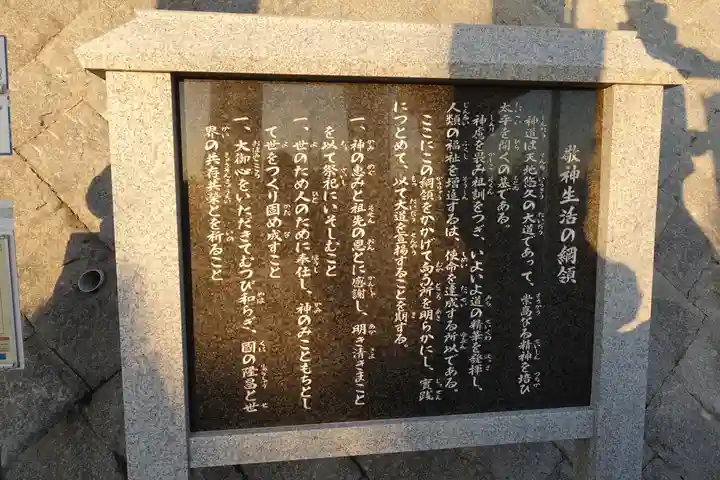 敬神生活の綱領
神道は天地悠久の大道であって、崇高なる精神を培ひ
太平を開くの基である。
神慮を畏み祖訓をつぎ、いよいよ道の精華を發揮し、
人類の福祉を増進するは、使命を達成する所以である。
ここにこの綱領をかかげて向う所を明らかにし、實践
につとめて、以て大道を宣揚することを期する。
一、神の恵みと祖先の恩とに感謝し、明き清きまこと
を以て祭祀にいそしむこと
一、世のため人のために奉仕し、神のみこともちとし
て世をつくり固め成すこと
一、大御心をいただきてむつび和らぎ、國の隆昌と世
界の共存共榮とを祈ること